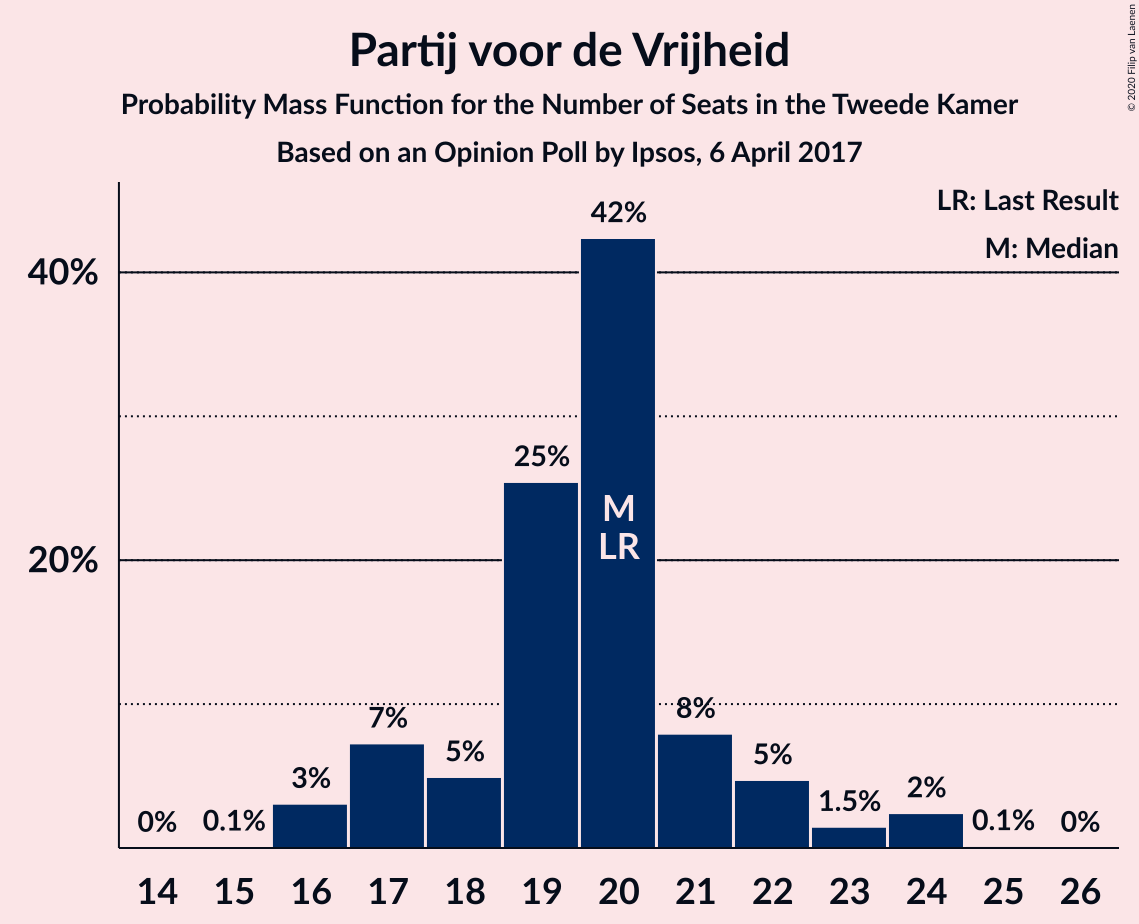 Partij voor de Vrijheid
Probability Mass Function for the Number of Seats in the Tweede Kamer
Based on an Opinion Poll by Ipsos, 6 April 2017
© 2020 Filip van Laenen
LR: Last Result
M: Median
40%
20%
0%
0.1%
3%
7%
5%
25%
42%
8%
5%
1.5%
2%
0.1%
0%
M
LR
14 15 16 17 18 19 20 21 22 23 24 25 26